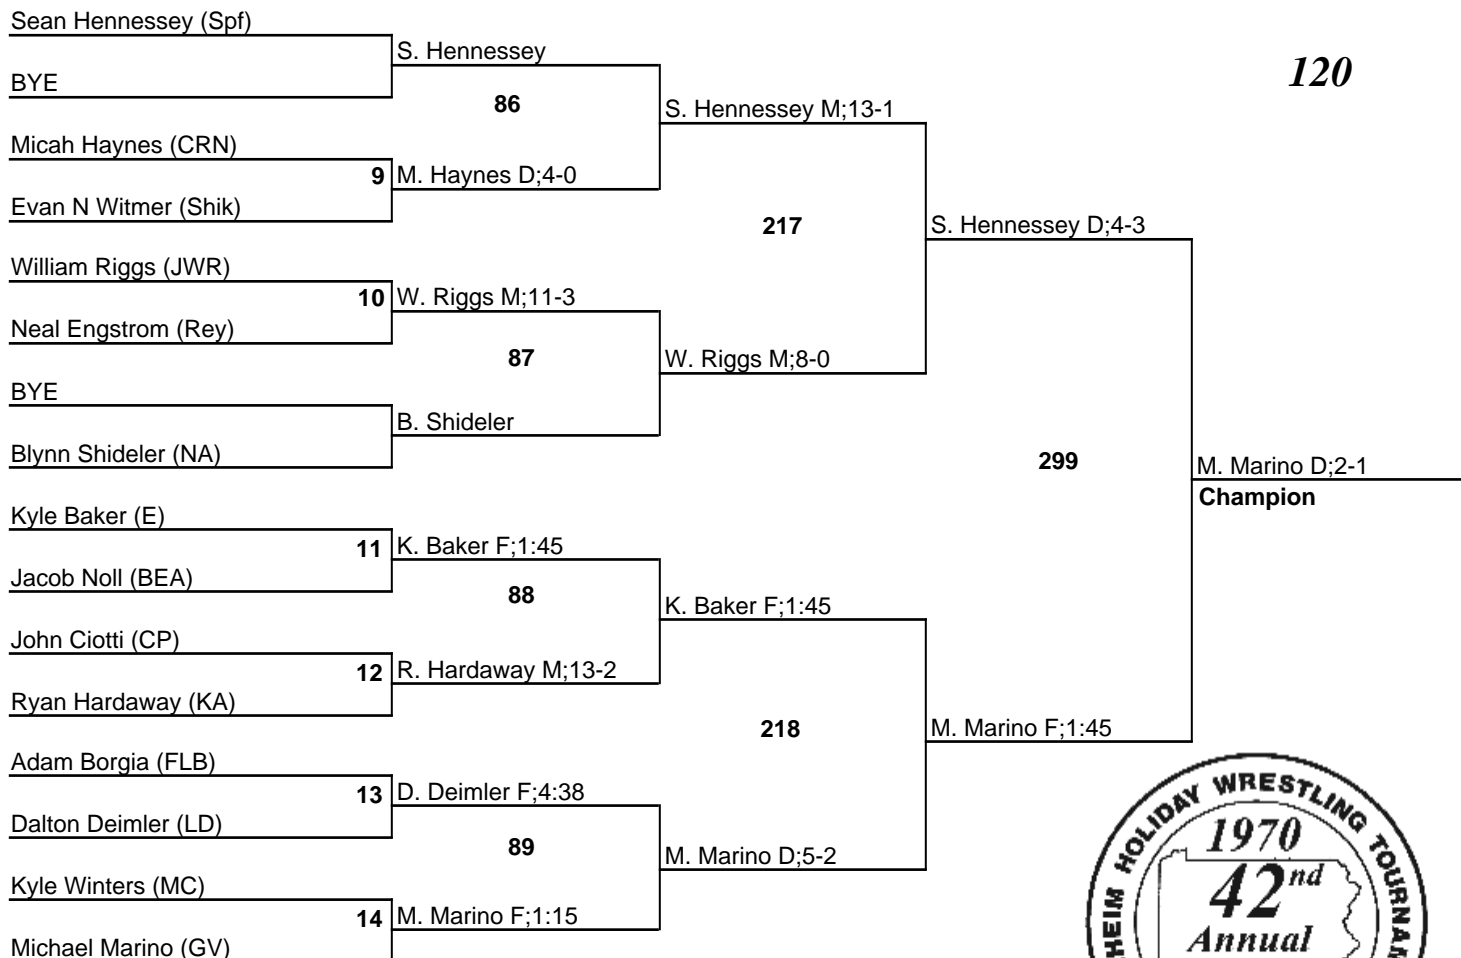 Sean Hennessey (Spf)
S. Hennessey
BYE
120
86
S. Hennessey M;13-1
Micah Haynes (CRN)
9 M. Haynes D;4-0
Evan N Witmer (Shik)
217
S. Hennessey D;4-3
William Riggs (JWR)
10 W. Riggs M;11-3
Neal Engstrom (Rey)
87
W. Riggs M;8-0
BYE
B. Shideler
Blynn Shideler (NA)
299
M. Marino D;2-1
Champion
Kyle Baker (E)
11 K. Baker F;1:45
Jacob Noll (BEA)
88
K. Baker F;1:45
John Ciotti (CP)
12 R. Hardaway M;13-2
Ryan Hardaway (KA)
218
M. Marino F;1:45
Adam Borgia (FLB)
13 D. Deimler F;4:38
Dalton Deimler (LD)
89
M. Marino D;5-2
Kyle Winters (MC)
14 M. Marino F;1:15
Michael Marino (GV)
HEIM HOLIDAY WRESTLING TOURNAM
1970
42nd
Annual